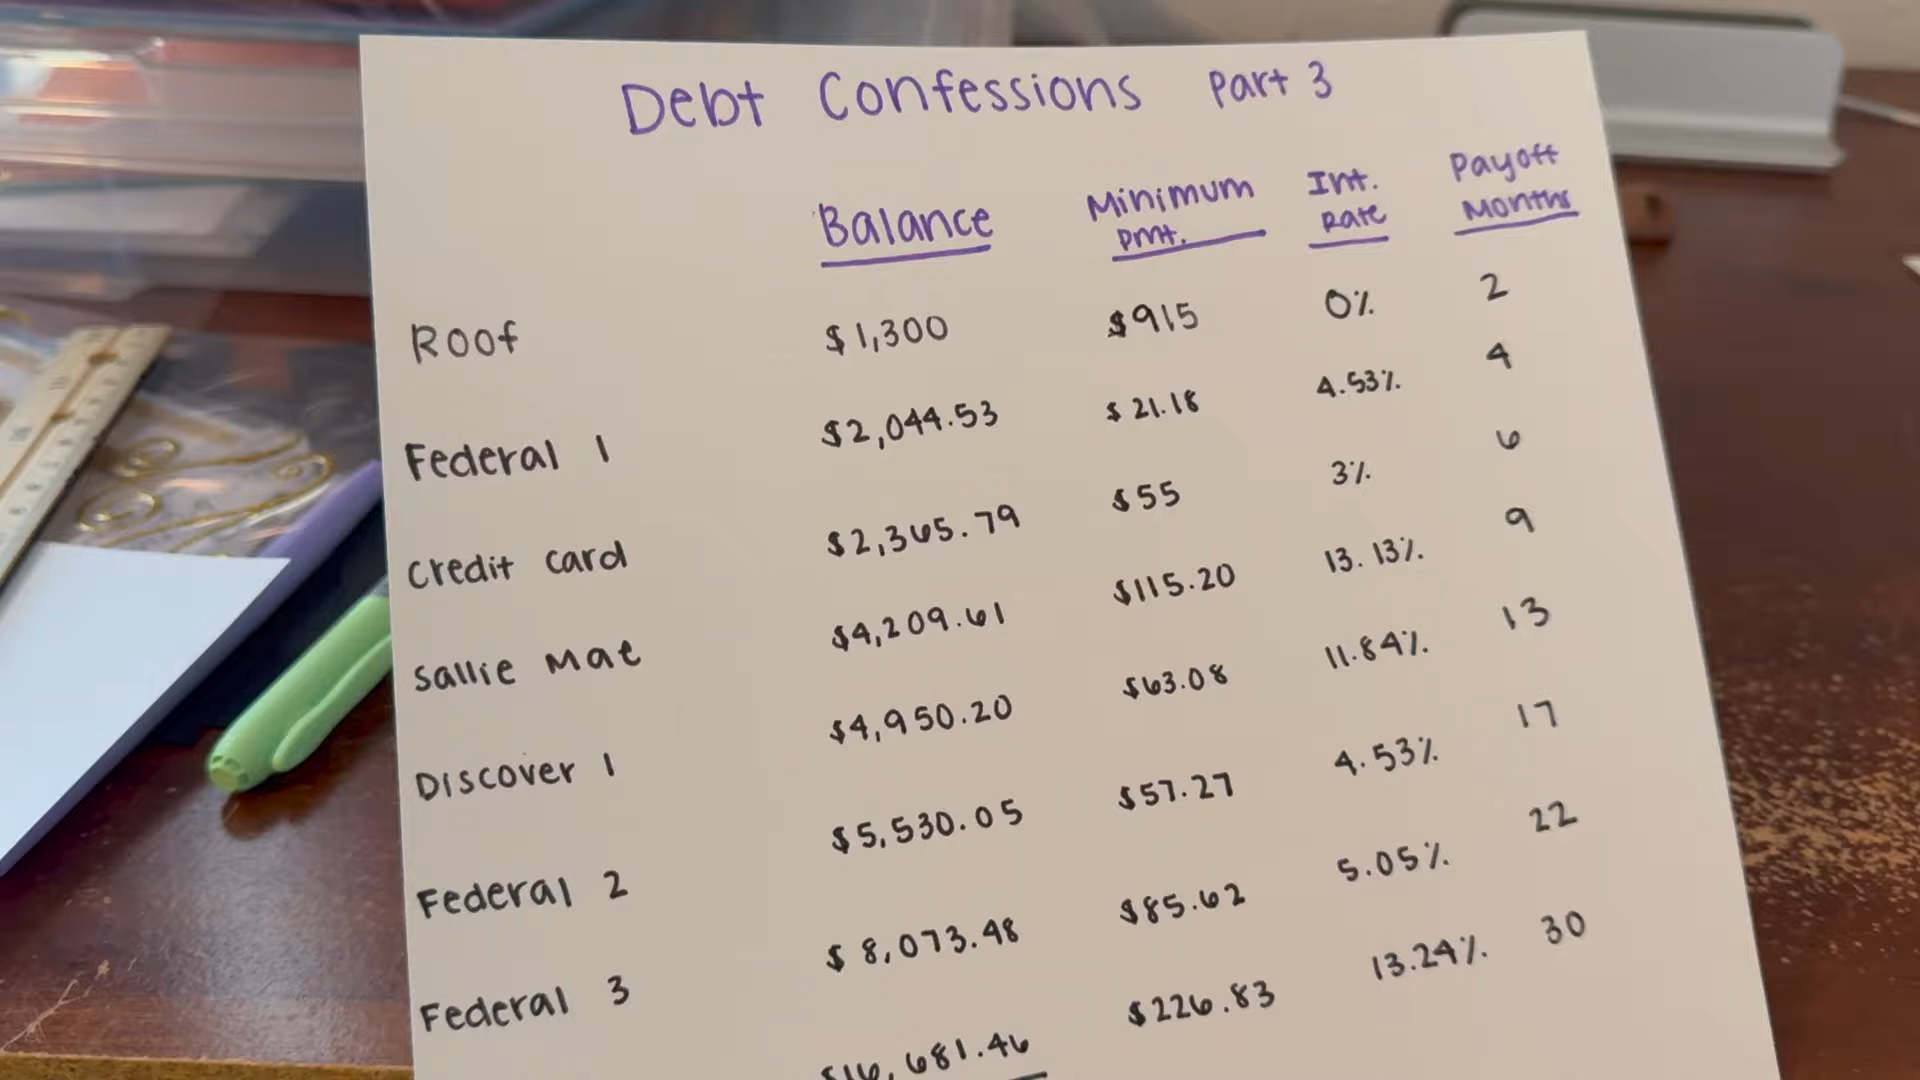 Debt Confessions Part 3
Balance Minimum Pmt. Int. Rate Payoff Months
Roof $1,300 $915 0% 2
Federal 1 $2,044.53 $21.18 4.53% 4
Credit Card $2,365.79 $55 3% 6
Sallie Mae $4,209.61 $115.20 13.13% 9
Discover 1 $4,950.20 $63.08 11.84% 13
Federal 2 $5,530.05 $57.27 4.53% 17
Federal 3 $8,073.48 $85.62 5.05% 22
$16,681.46 $226.83 13.24% 30